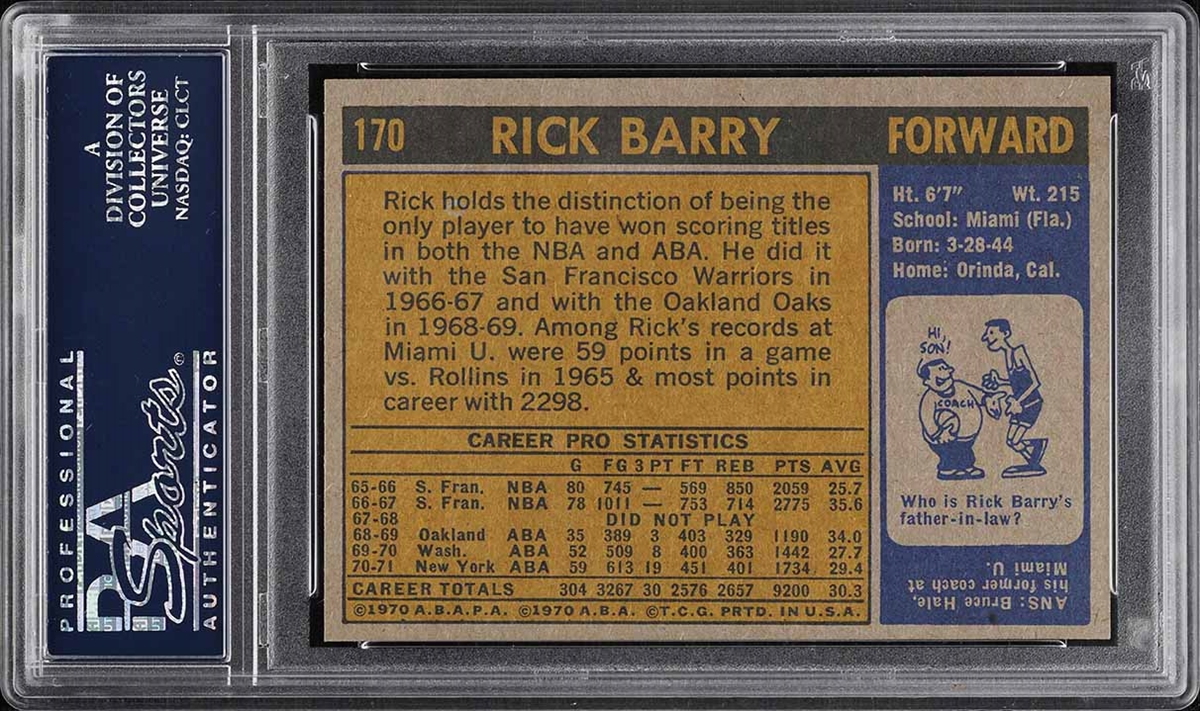 A
DIVISION OF
COLLECTORS
UNIVERSE
NASDAQ: CLCT
PROFESSIONAL
PSA
Sports®
AUTHENTICATOR
170 RICK BARRY FORWARD
Rick holds the distinction of being the
only player to have won scoring titles
in both the NBA and ABA. He did it
with the San Francisco Warriors in
1966-67 and with the Oakland Oaks
in 1968-69. Among Rick's records at
Miami U. were 59 points in a game
vs. Rollins in 1965 & most points in
career with 2298.
CAREER PRO STATISTICS
G FG 3 PT FT REB PTS AVG
65-66 S. Fran. NBA 80 745 — 569 850 2059 25.7
66-67 S. Fran. NBA 78 1011 — 753 714 2775 35.6
67-68 DID NOT PLAY
68-69 Oakland ABA 35 389 3 403 329 1190 34.0
69-70 Wash. ABA 52 509 8 400 363 1442 27.7
70-71 New York ABA 59 613 19 451 401 1734 29.4
CAREER TOTALS 304 3267 30 2576 2657 9200 30.3
©1970 A.B.A.P.A. ©1970 A.B.A. ©T.C.G. PRTD. IN U.S.A.
Ht. 6'7" Wt. 215
School: Miami (Fla.)
Born: 3-28-44
Home: Orinda, Cal.
HI,
SON!
COACH
Who is Rick Barry's
father-in-law?
ANS: Bruce Hale,
his former coach at
Miami U.